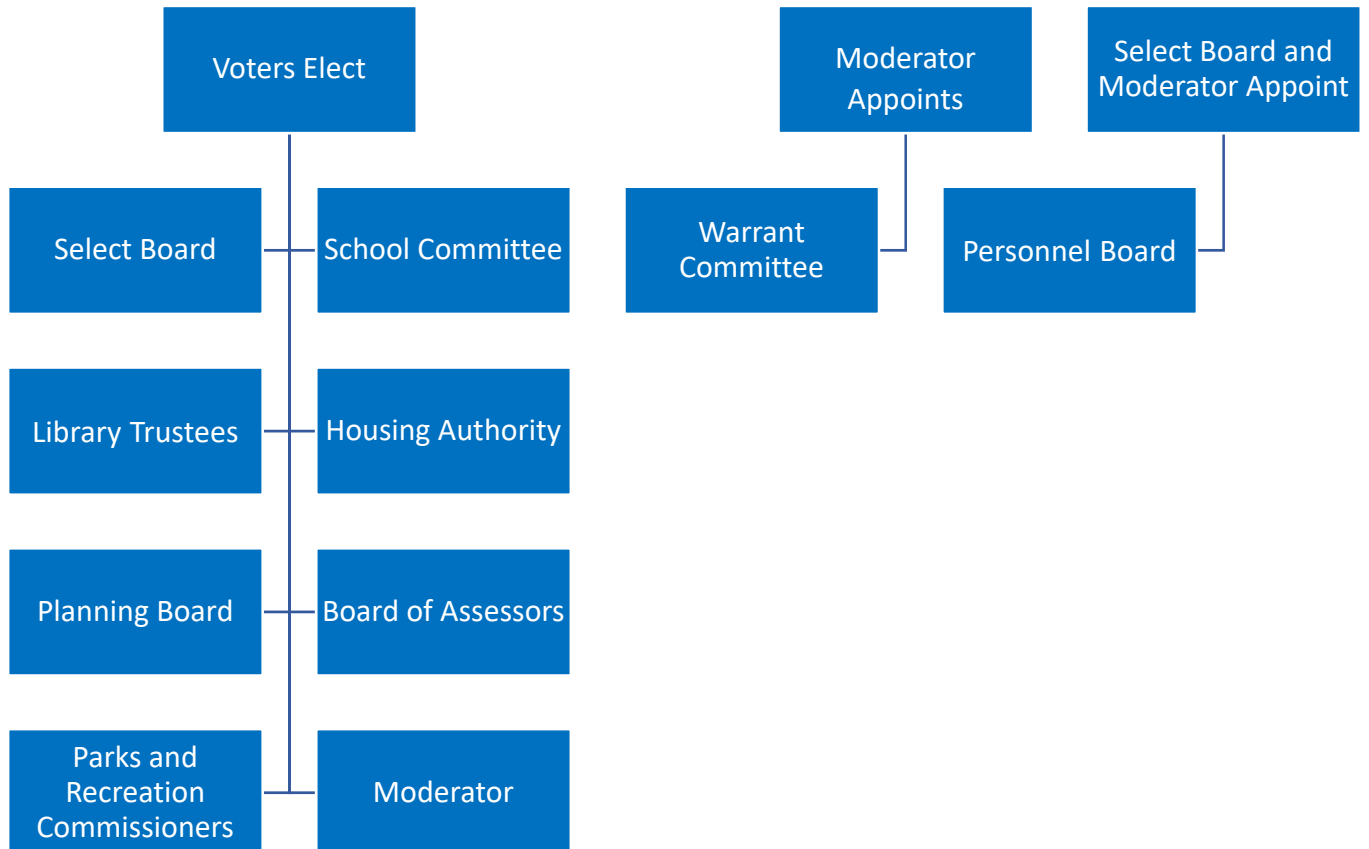 Voters Elect
Moderator
Appoints
Select Board and
Moderator Appoint
Select Board
School Committee
Warrant
Committee
Personnel Board
Library Trustees
Housing Authority
Planning Board
Board of Assessors
Parks and
Recreation
Commissioners
Moderator